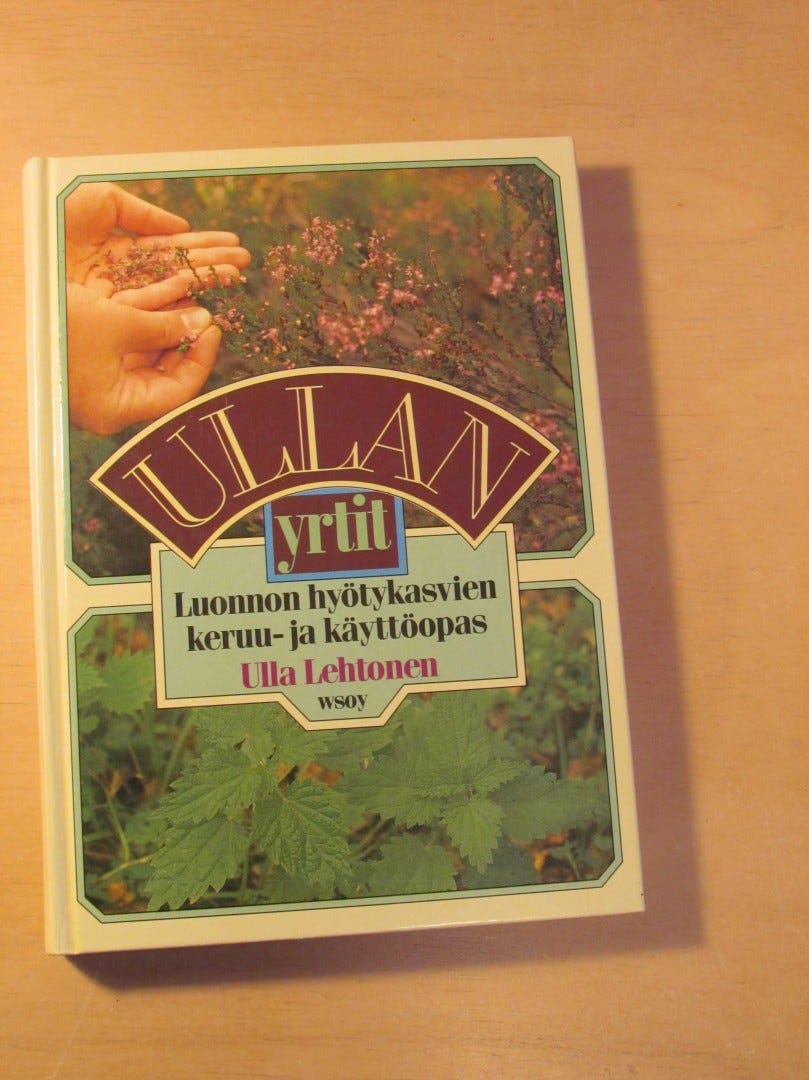 ULLAN
yrtit
Luonnon hyötykasvien
keruu- ja käyttöopas
Ulla Lehtonen
wsoy